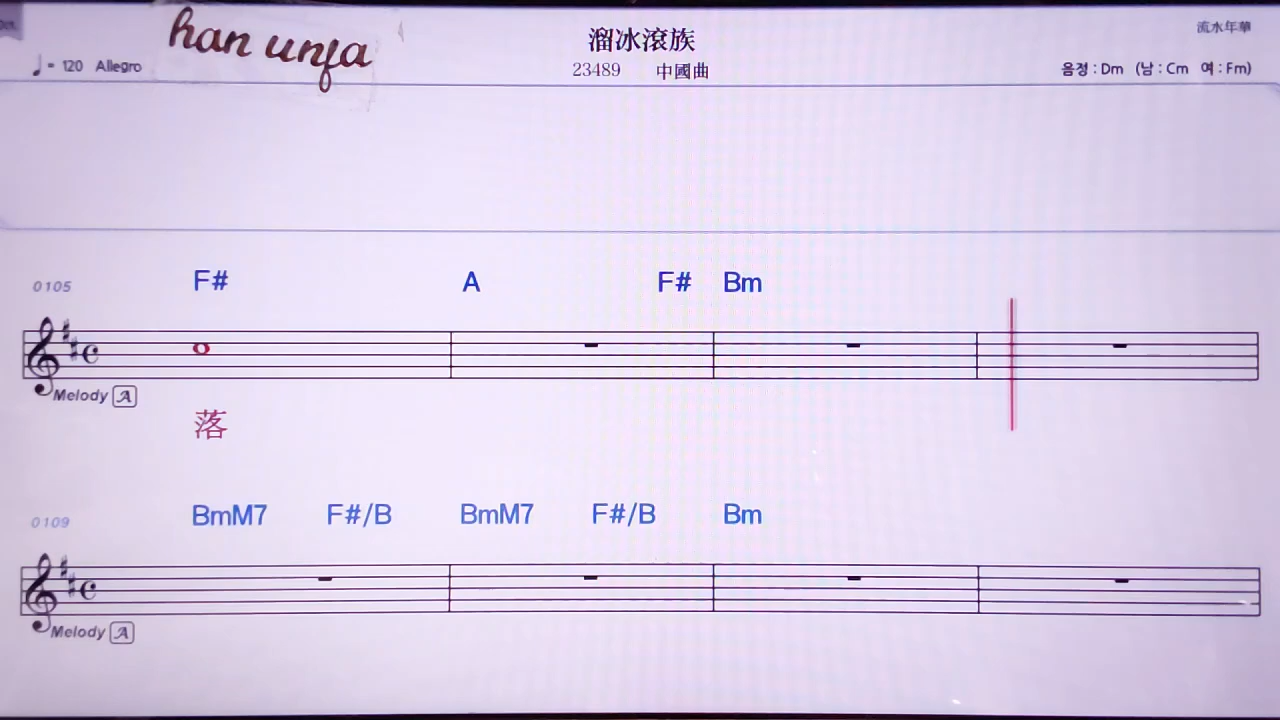 han unfa
溜冰滾族
流水年華
♩= 120 Allegro
23489 中國曲
음정 : Dm (남 : Cm 여 : Fm)
F# A F# Bm
0105
Melody A
落
BmM7 F#/B BmM7 F#/B Bm
0109
Melody A